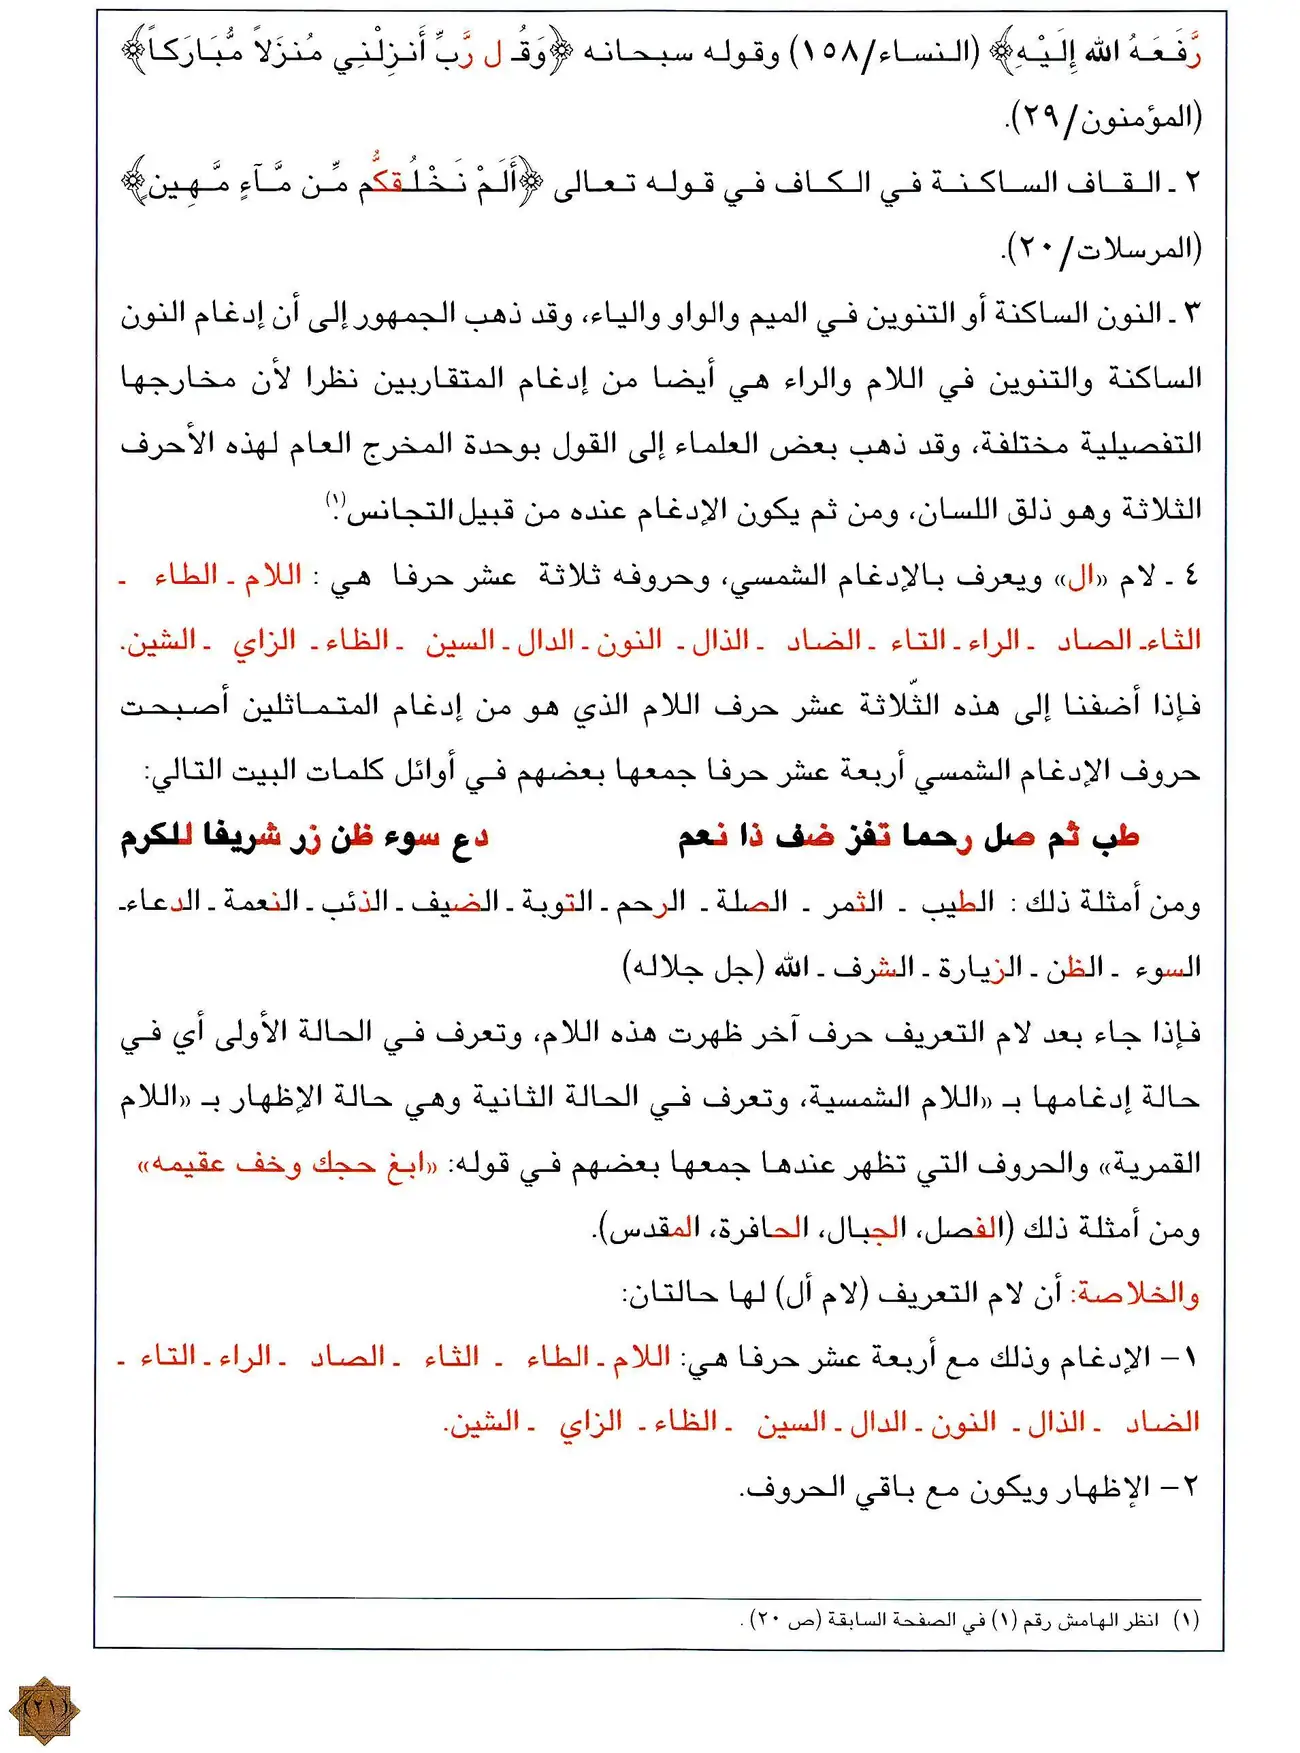 رَّفَعَهُ الله إِلَيْهِ﴾ (النساء/١٥٨) وقوله سبحانه ﴿وَقُل رَّبِّ أَنزِلْنِي مُنزَلاً مُّبَارَكاً﴾
(المؤمنون/٢٩).
٢ ـ القاف الساكنة في الكاف في قوله تعالى ﴿أَلَمْ نَخْلُقكُّم مِّن مَّآءٍ مَّهِينٍ﴾
(المرسلات/٢٠).
٣ ـ النون الساكنة أو التنوين في الميم والواو والياء، وقد ذهب الجمهور إلى أن إدغام النون
الساكنة والتنوين في اللام والراء هي أيضا من إدغام المتقاربين نظرا لأن مخارجها
التفصيلية مختلفة، وقد ذهب بعض العلماء إلى القول بوحدة المخرج العام لهذه الأحرف
الثلاثة وهو ذلق اللسان، ومن ثم يكون الإدغام عنده من قبيل التجانس(١).
٤ ـ لام «ال» ويعرف بالإدغام الشمسي، وحروفه ثلاثة عشر حرفا هي : اللام ـ الطاء ـ
الثاء ـ الصاد ـ الراء ـ التاء ـ الضاد ـ الذال ـ النون ـ الدال ـ السين ـ الظاء ـ الزاي ـ الشين.
فإذا أضفنا إلى هذه الثّلاثة عشر حرف اللام الذي هو من إدغام المتماثلين أصبحت
حروف الإدغام الشمسي أربعة عشر حرفا جمعها بعضهم في أوائل كلمات البيت التالي:
طب ثم صل رحما تفز ضف ذا نعم دع سوء ظن زر شريفا للكرم
ومن أمثلة ذلك : الطيب ـ الثمر ـ الصلة ـ الرحم ـ التوبة ـ الضيف ـ الذئب ـ النعمة ـ الدعاء ـ
السوء ـ الظن ـ الزيارة ـ الشرف ـ الله (جل جلاله)
فإذا جاء بعد لام التعريف حرف آخر ظهرت هذه اللام، وتعرف في الحالة الأولى أي في
حالة إدغامها بـ «اللام الشمسية، وتعرف في الحالة الثانية وهي حالة الإظهار بـ «اللام
القمرية» والحروف التي تظهر عندها جمعها بعضهم في قوله: «ابغ حجك وخف عقيمه»
ومن أمثلة ذلك (الفصل، الجبال، الحافرة، المقدس).
والخلاصة: أن لام التعريف (لام أل) لها حالتان:
١– الإدغام وذلك مع أربعة عشر حرفا هي: اللام ـ الطاء ـ الثاء ـ الصاد ـ الراء ـ التاء ـ
الضاد ـ الذال ـ النون ـ الدال ـ السين ـ الظاء ـ الزاي ـ الشين.
٢– الإظهار ويكون مع باقي الحروف.
(١) انظر الهامش رقم (١) في الصفحة السابقة (ص ٢٠) .
(٢١)